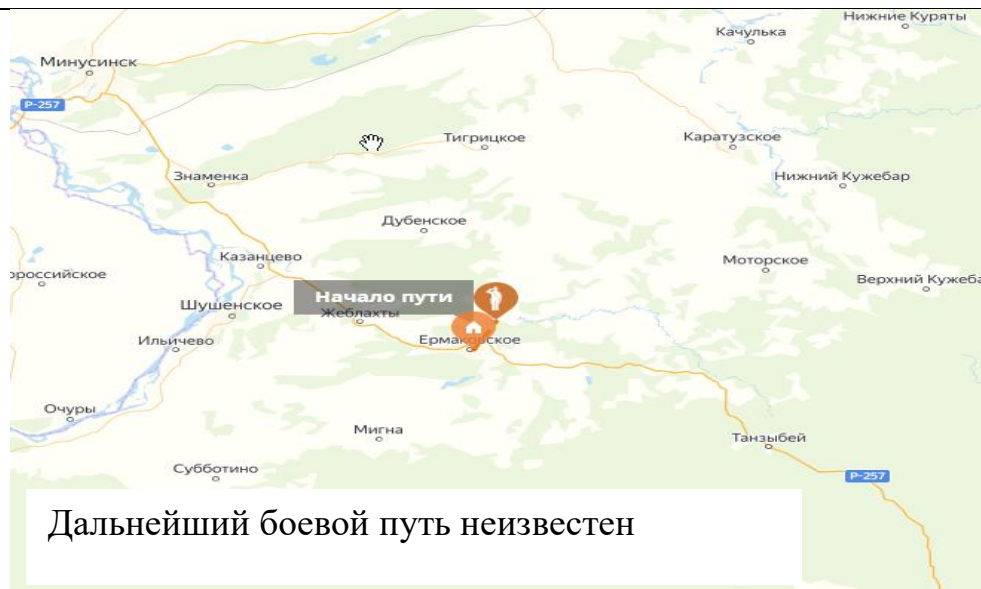 Нижние Куряты
Качулька
Минусинск
Р-257
Тигрицкое
Каратузское
Знаменка
Нижний Кужебар
Дубенское
Казанцево
Моторское
ороссийское
Верхний Кужеба
Начало пути
Шушенское
Жеблахты
Ильичево
Ермаковское
Очуры
Мигна
Танзыбей
Субботино
Р-257
Дальнейший боевой путь неизвестен